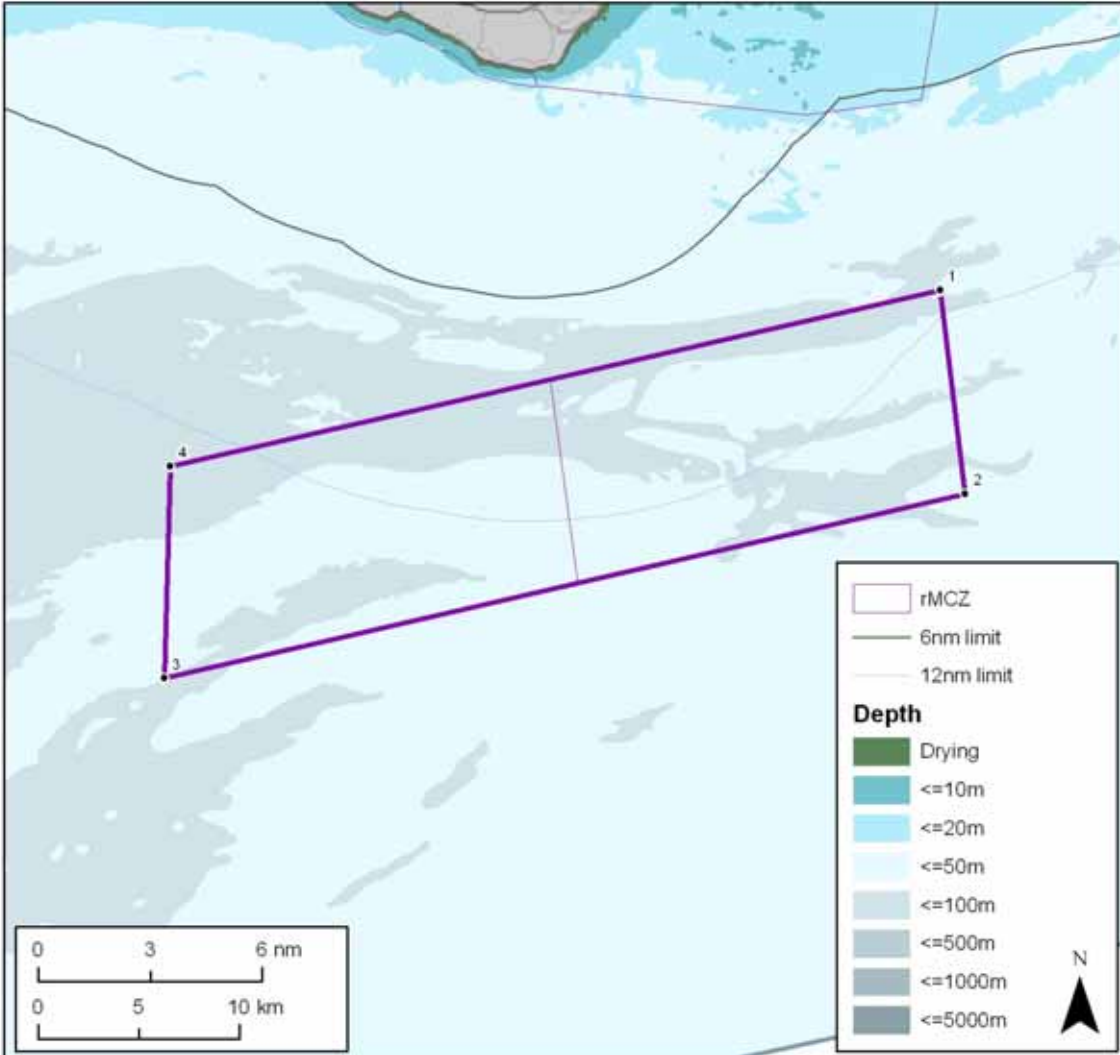 1
4
2
3
rMCZ
6nm limit
12nm limit
Depth
Drying
<=10m
<=20m
<=50m
<=100m
<=500m
<=1000m
<=5000m
N
0 3 6 nm
0 5 10 km